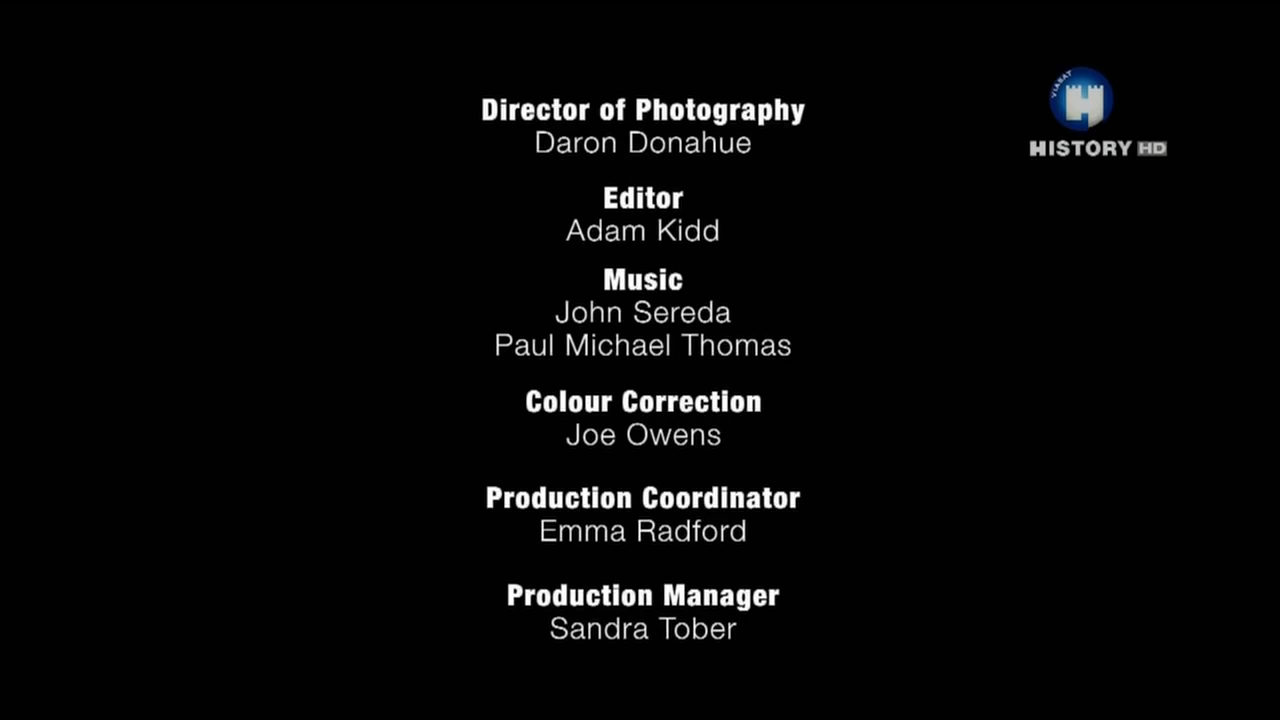 Director of Photography
Daron Donahue
VIASAT
H
HISTORY HD
Editor
Adam Kidd
Music
John Sereda
Paul Michael Thomas
Colour Correction
Joe Owens
Production Coordinator
Emma Radford
Production Manager
Sandra Tober